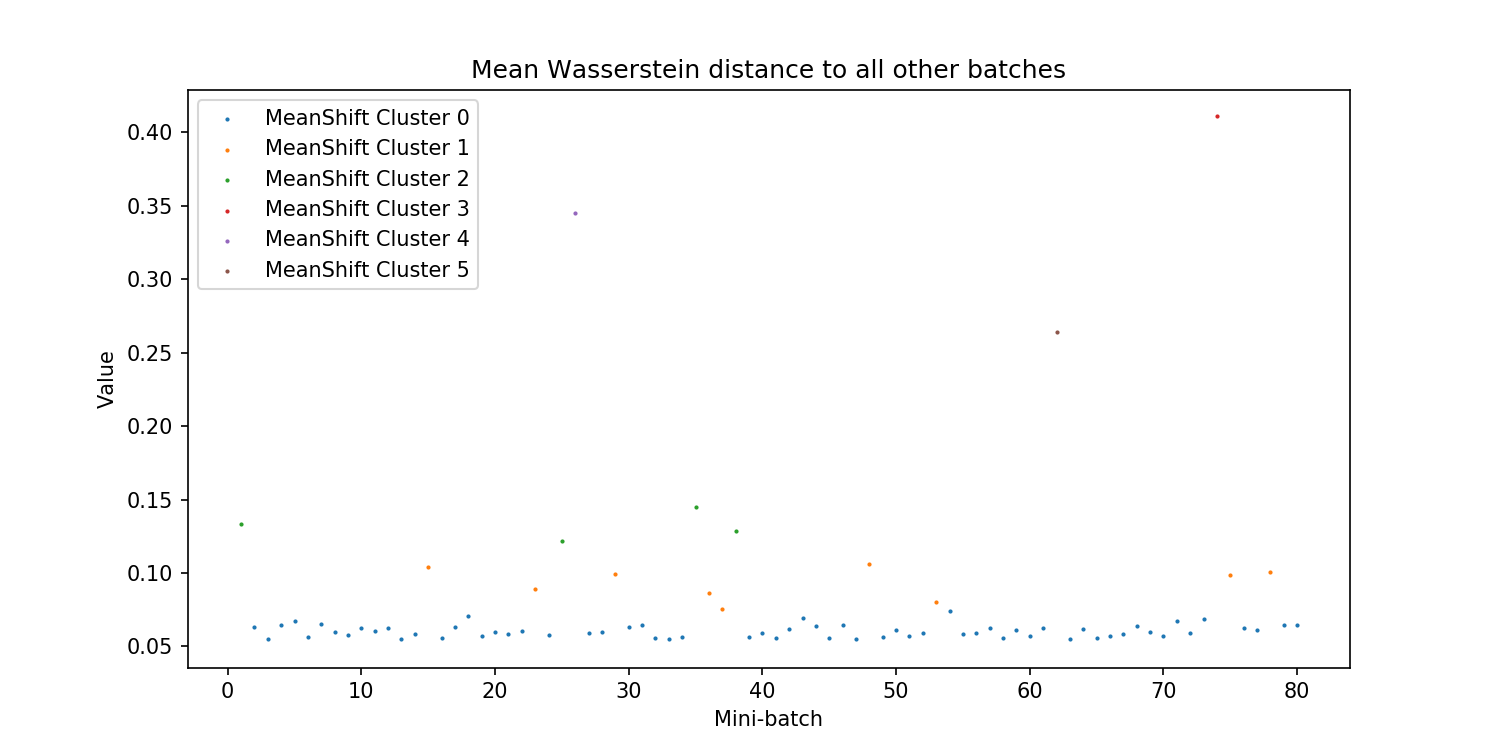 Mean Wasserstein distance to all other batches
MeanShift Cluster 0
MeanShift Cluster 1
MeanShift Cluster 2
MeanShift Cluster 3
MeanShift Cluster 4
MeanShift Cluster 5
0.40
0.35
0.30
0.25
0.20
0.15
0.10
0.05
Value
0 10 20 30 40 50 60 70 80
Mini-batch